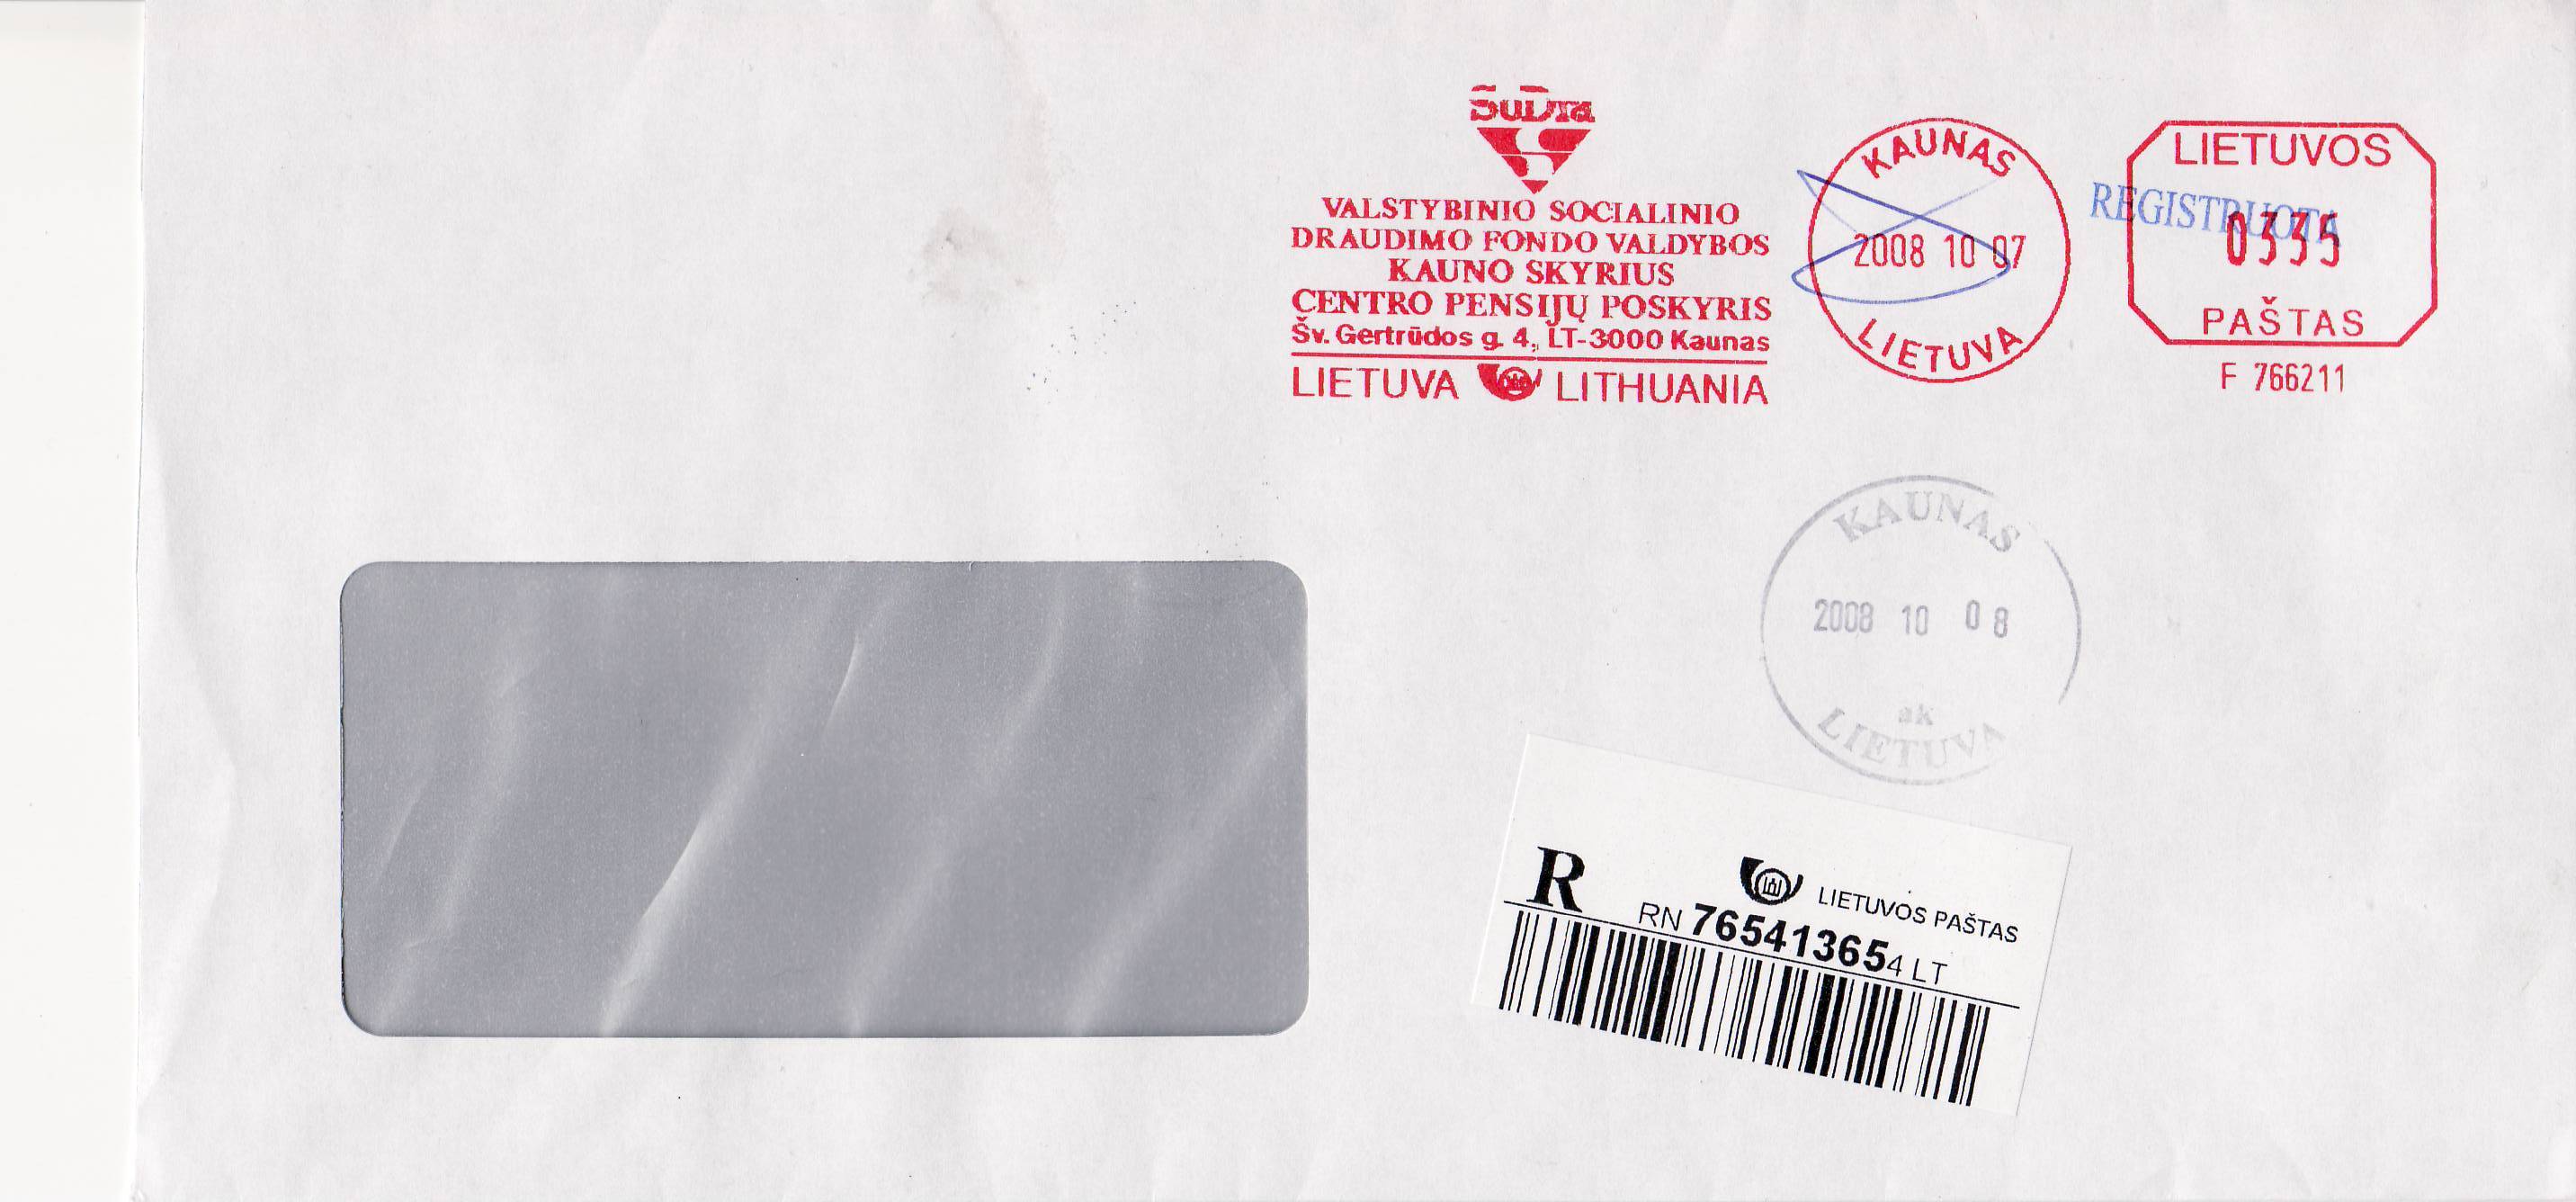 SoDra
VALSTYBINIO SOCIALINIO
DRAUDIMO FONDO VALDYBOS
KAUNO SKYRIUS
CENTRO PENSIJŲ POSKYRIS
Šv. Gertrūdos g. 4, LT-3000 Kaunas
LIETUVA LITHUANIA
KAUNAS
2008 10 07
LIETUVA
LIETUVOS
REGISTRUOTA
0335
PAŠTAS
F 766211
KAUNAS
2008 10 08
ak
LIETUVA
R
LIETUVOS PAŠTAS
RN 765413654 LT